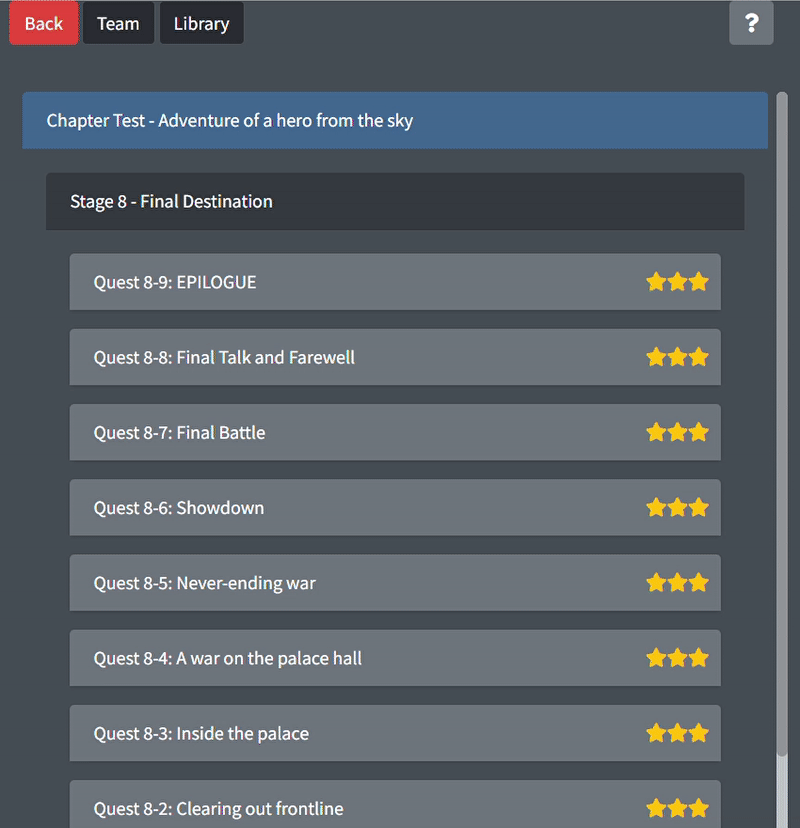 Back Team Library ?
Chapter Test - Adventure of a hero from the sky
Stage 8 - Final Destination
Quest 8-9: EPILOGUE
Quest 8-8: Final Talk and Farewell
Quest 8-7: Final Battle
Quest 8-6: Showdown
Quest 8-5: Never-ending war
Quest 8-4: A war on the palace hall
Quest 8-3: Inside the palace
Quest 8-2: Clearing out frontline